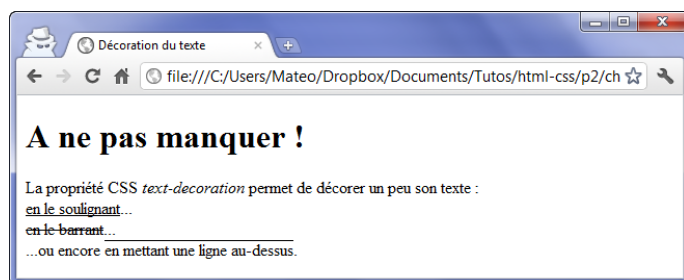 Décoration du texte
file:///C:/Users/Mateo/Dropbox/Documents/Tutos/html-css/p2/ch
A ne pas manquer !
La propriété CSS text-decoration permet de décorer un peu son texte :
en le soulignant...
en le barrant...
...ou encore en mettant une ligne au-dessus.